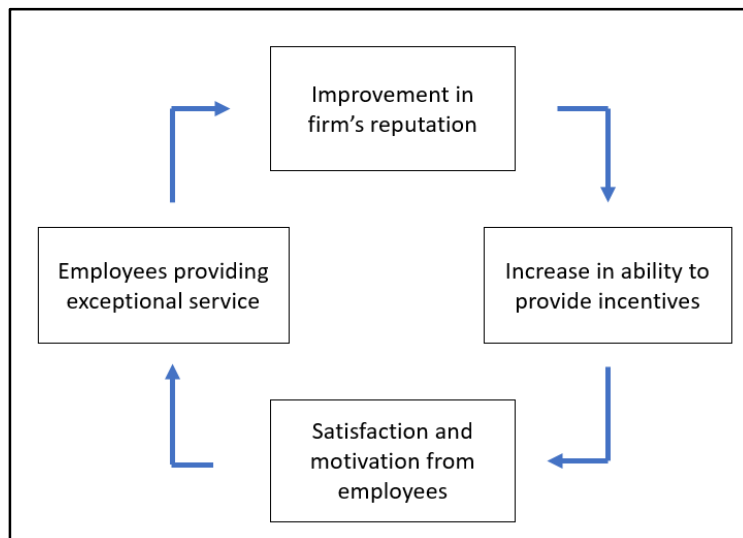 Improvement in
firm’s reputation
Employees providing
exceptional service
Increase in ability to
provide incentives
Satisfaction and
motivation from
employees